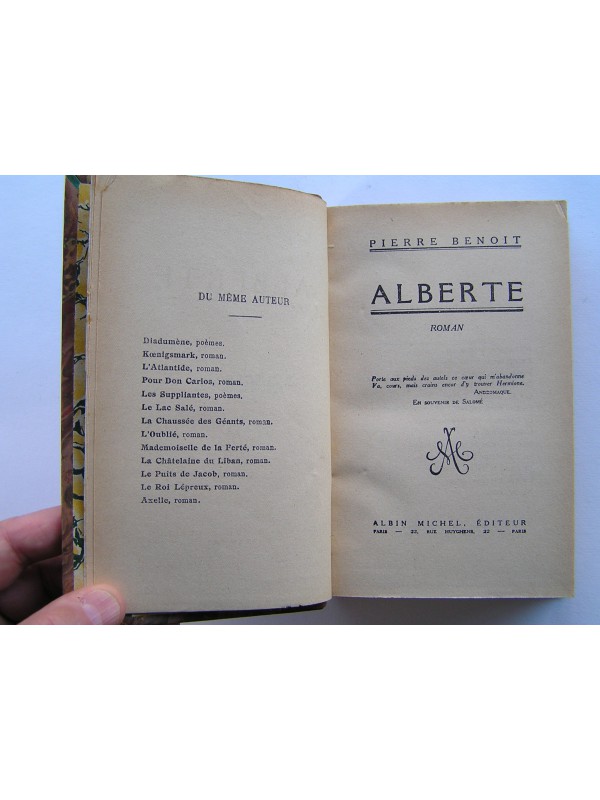 DU MÊME AUTEUR
Diadumène, poèmes.
Kœnigsmark, roman.
L'Atlantide, roman.
Pour Don Carlos, roman.
Les Suppliantes, poèmes.
Le Lac Salé, roman.
La Chaussée des Géants, roman.
L'Oublié, roman.
Mademoiselle de la Ferté, roman.
La Châtelaine du Liban, roman.
Le Puits de Jacob, roman.
Le Roi Lépreux, roman.
Axelle, roman.
PIERRE BENOIT
ALBERTE
ROMAN
Porte aux pieds des autels ce cœur qui m'abandonne
Va, cours, mais crains encor d'y trouver Hermione.
ANDROMAQUE.
EN SOUVENIR DE SALOMÉ
AM
ALBIN MICHEL, ÉDITEUR
PARIS — 22, RUE HUYGHENS, 22 — PARIS